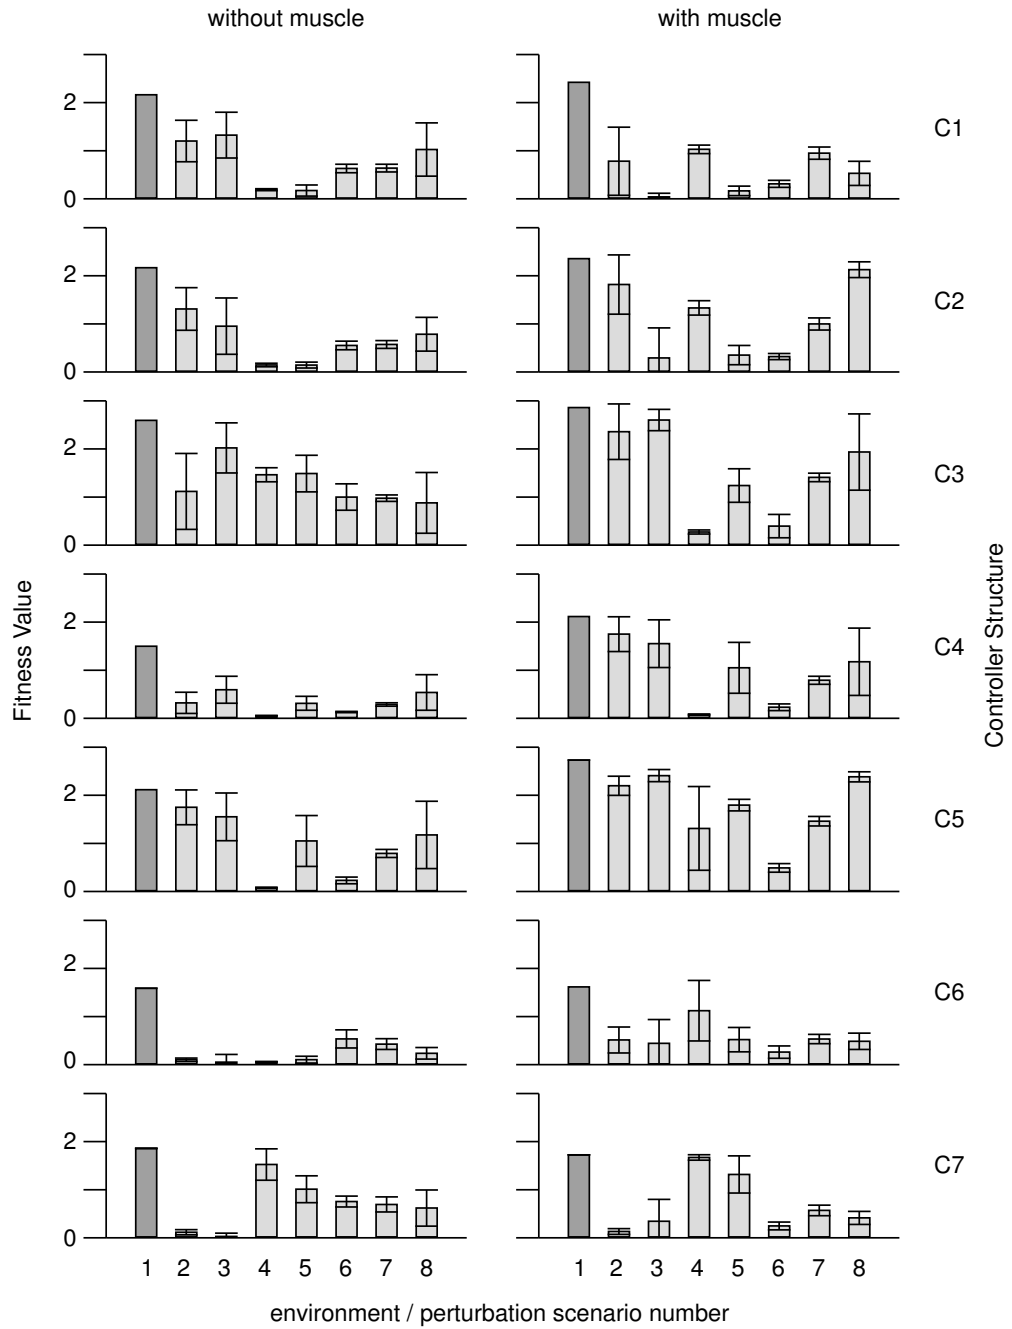 without muscle
with muscle
2
0
C1
2
0
C2
2
0
C3
2
0
C4
2
0
C5
2
0
C6
2
0
C7
Fitness Value
Controller Structure
1 2 3 4 5 6 7 8
1 2 3 4 5 6 7 8
environment / perturbation scenario number